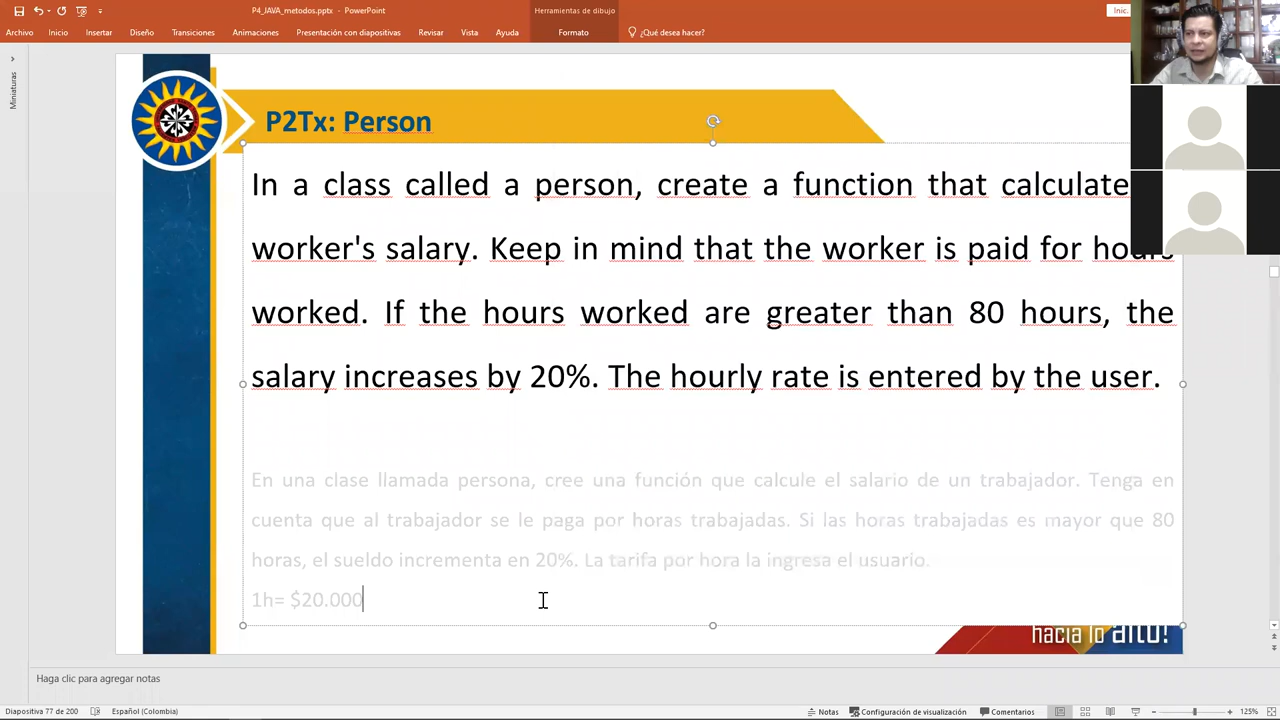 P4_JAVA_metodos.pptx - PowerPoint
Herramientas de dibujo
Inic.
Archivo Inicio Insertar Diseño Transiciones Animaciones Presentación con diapositivas Revisar Vista Ayuda Formato ¿Qué desea hacer?
Miniaturas
P2Tx: Person
In a class called a person, create a function that calculate
worker's salary. Keep in mind that the worker is paid for hours
worked. If the hours worked are greater than 80 hours, the
salary increases by 20%. The hourly rate is entered by the user.
En una clase llamada persona, cree una función que calcule el salario de un trabajador. Tenga en
cuenta que al trabajador se le paga por horas trabajadas. Si las horas trabajadas es mayor que 80
horas, el sueldo incrementa en 20%. La tarifa por hora la ingresa el usuario.
1h= $20.000
hacia lo alto!
Haga clic para agregar notas
Diapositiva 77 de 200 Español (Colombia) Notas Configuración de visualización Comentarios 125%